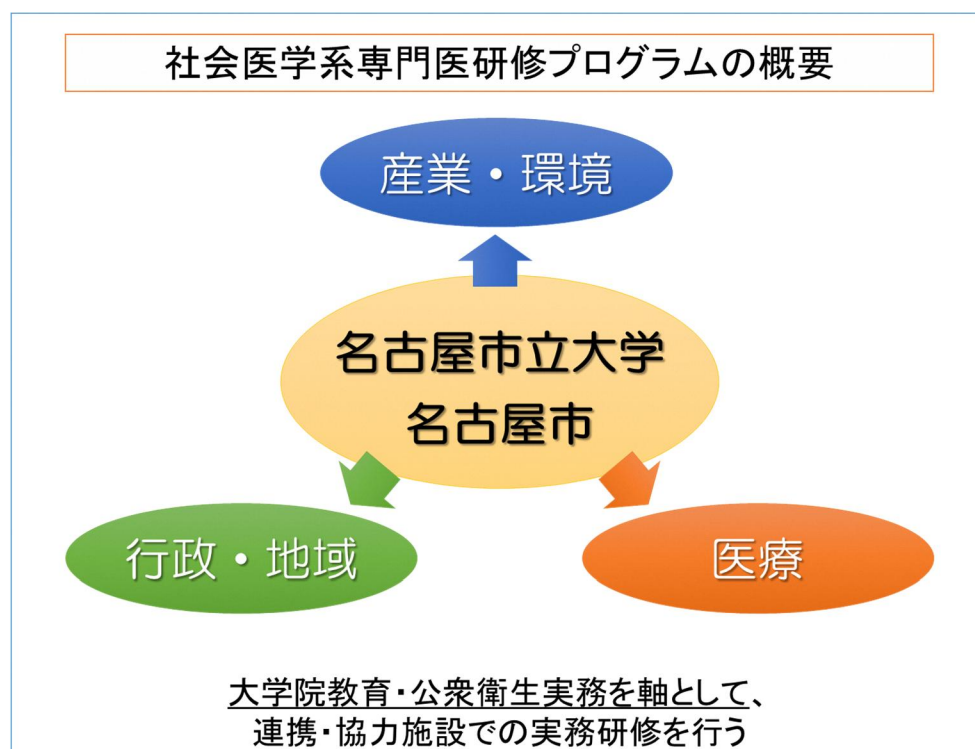 社会医学系専門医研修プログラムの概要
産業・環境
名古屋市立大学
名古屋市
行政・地域
医療
大学院教育・公衆衛生実務を軸として、
連携・協力施設での実務研修を行う